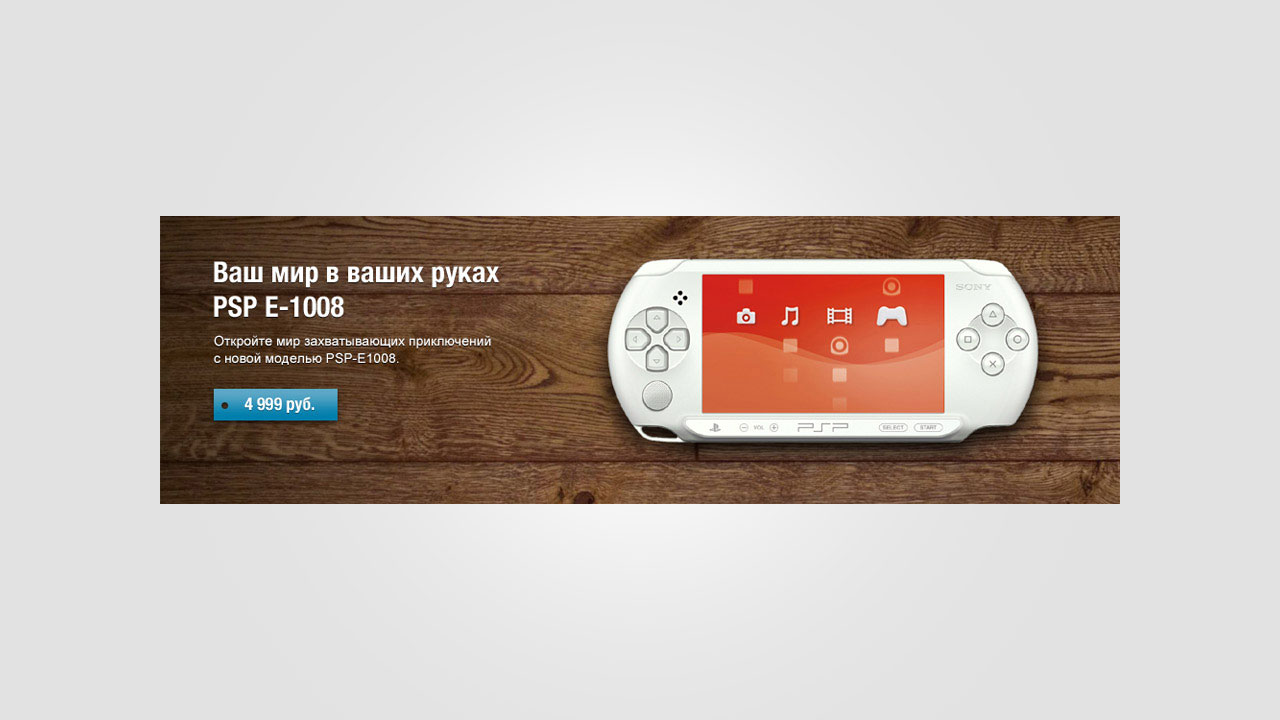 Ваш мир в ваших руках
PSP E-1008
Откройте мир захватывающих приключений
с новой моделью PSP-E1008.
4 999 руб.
SONY
VOL
PSP
SELECT
START